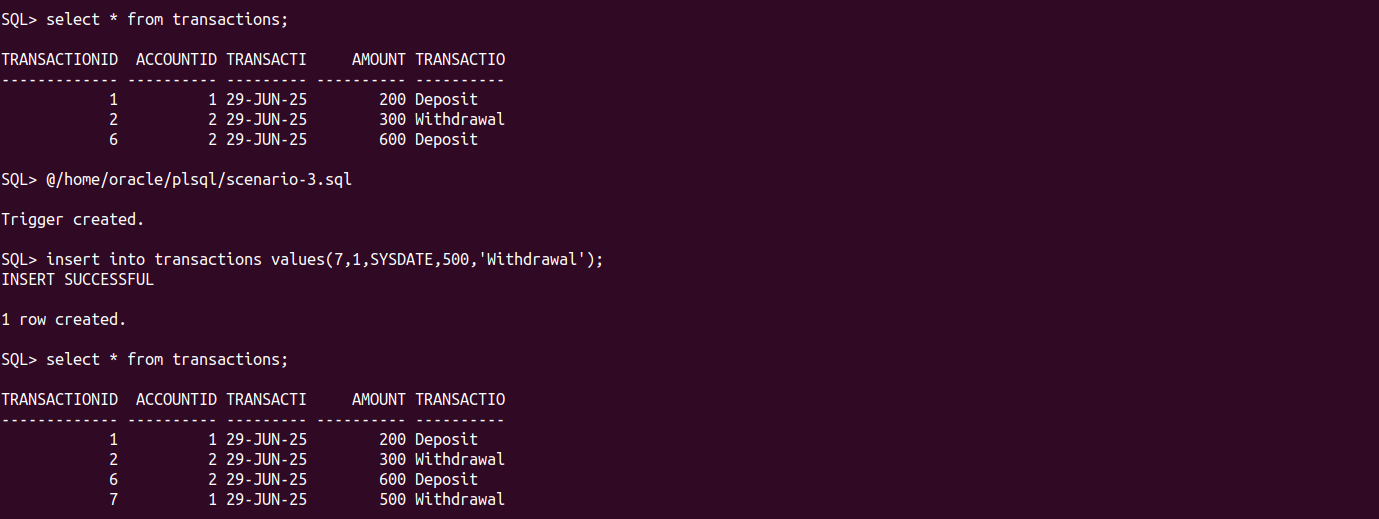 SQL> select * from transactions;
TRANSACTIONID  ACCOUNTID TRANSACTI     AMOUNT TRANSACTIO
------------- ---------- --------- ---------- ----------
            1          1 29-JUN-25        200 Deposit
            2          2 29-JUN-25        300 Withdrawal
            6          2 29-JUN-25        600 Deposit
SQL> @/home/oracle/plsql/scenario-3.sql
Trigger created.
SQL> insert into transactions values(7,1,SYSDATE,500,'Withdrawal');
INSERT SUCCESSFUL
1 row created.
SQL> select * from transactions;
TRANSACTIONID  ACCOUNTID TRANSACTI     AMOUNT TRANSACTIO
------------- ---------- --------- ---------- ----------
            1          1 29-JUN-25        200 Deposit
            2          2 29-JUN-25        300 Withdrawal
            6          2 29-JUN-25        600 Deposit
            7          1 29-JUN-25        500 Withdrawal